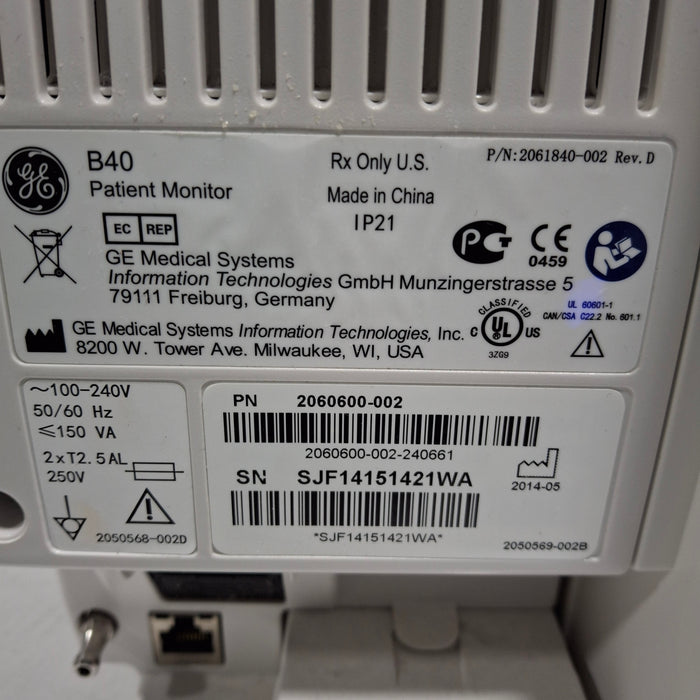 GE
B40
Patient Monitor
Rx Only U.S.
Made in China
IP21
P/N:2061840-002 Rev.D
EC REP
GE Medical Systems
Information Technologies GmbH Munzingerstrasse 5
79111 Freiburg, Germany
PCT
CE
0459
GE Medical Systems Information Technologies, Inc.
8200 W. Tower Ave. Milwaukee, WI, USA
CLASSIFIED
C UL US
3ZG9
UL 60601-1
CAN/CSA C22.2 No. 601.1
~100-240V
50/60 Hz
≤150 VA
2xT2.5AL
250V
2050568-002D
PN 2060600-002
2060600-002-240661
SN SJF14151421WA
*SJF14151421WA*
2014-05
2050569-002B